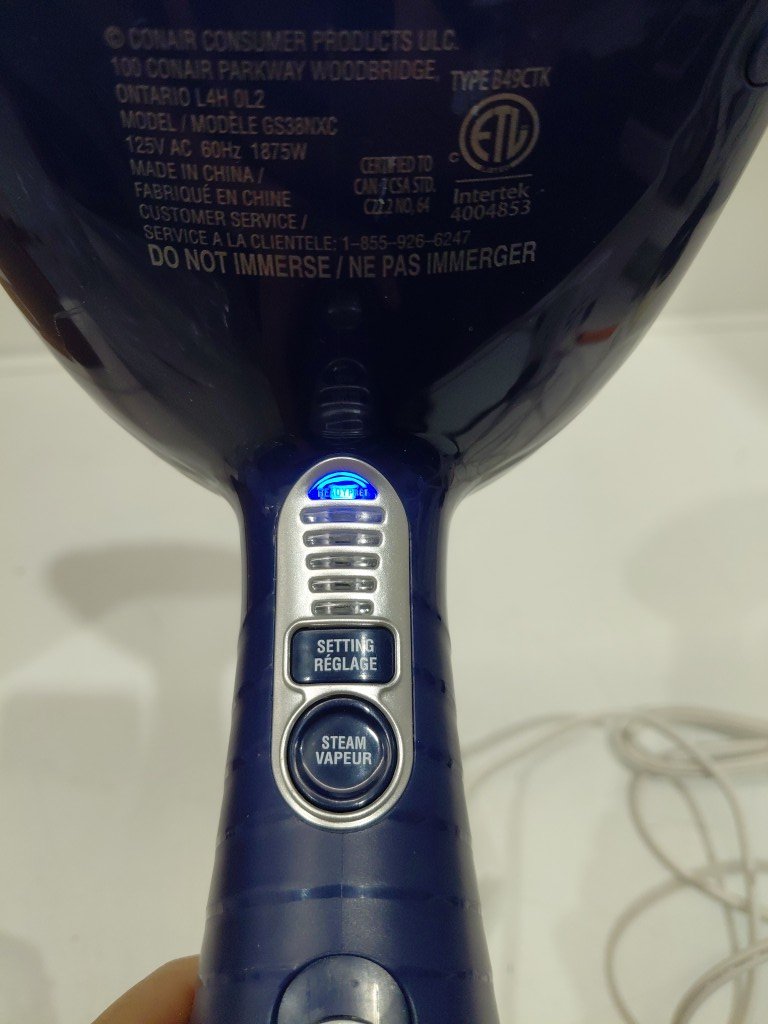 © CONAIR CONSUMER PRODUCTS ULC.
100 CONAIR PARKWAY WOODBRIDGE,
ONTARIO L4H 0L2
MODEL / MODÈLE GS38NXC
125V AC 60Hz 1875W
MADE IN CHINA /
FABRIQUÉ EN CHINE
CUSTOMER SERVICE /
SERVICE A LA CLIENTELE: 1-855-926-6247
DO NOT IMMERSE / NE PAS IMMERGER
TYPE B49CTK
C
ETL
CERTIFIED TO
CAN / CSA STD.
C22.2 NO. 64
Intertek
4004853
SETTING
RÉGLAGE
STEAM
VAPEUR